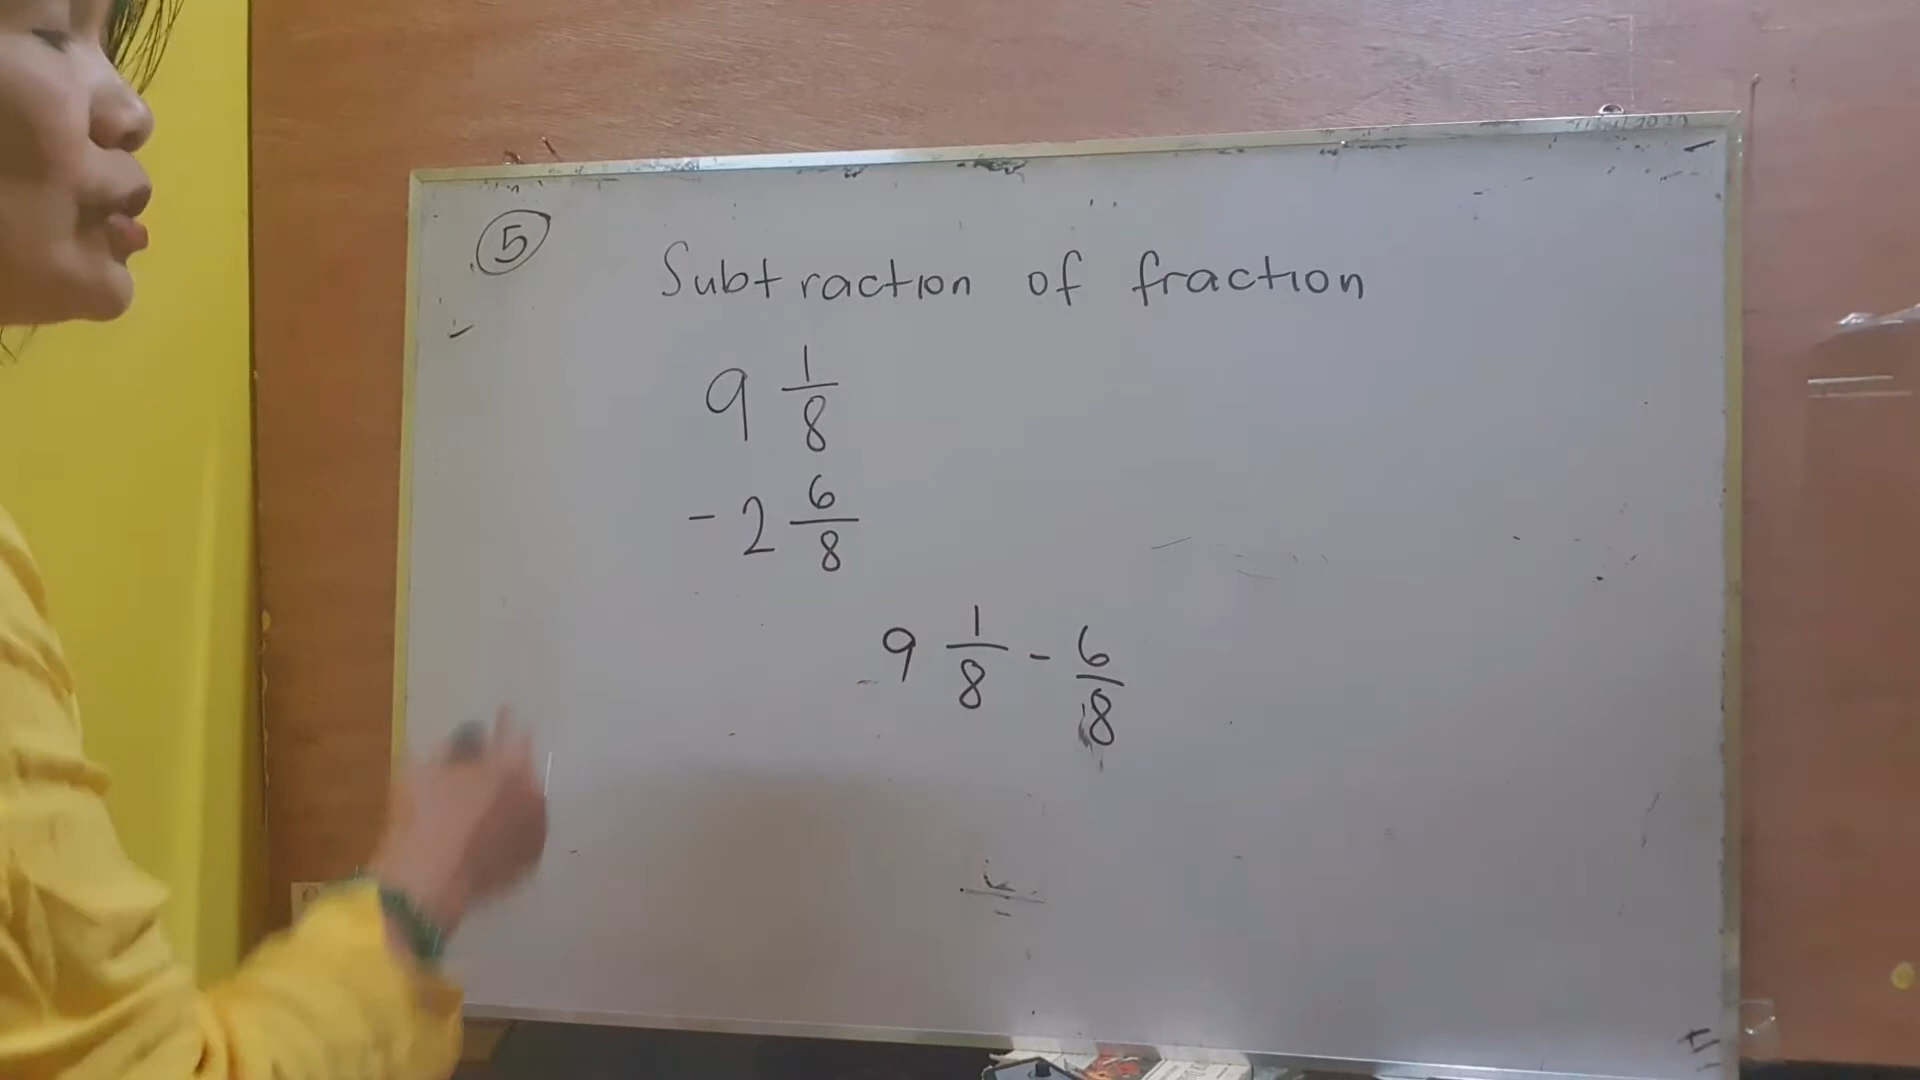 5
Subtraction of fraction
9 1/8
- 2 6/8
9 1/8 - 6/8